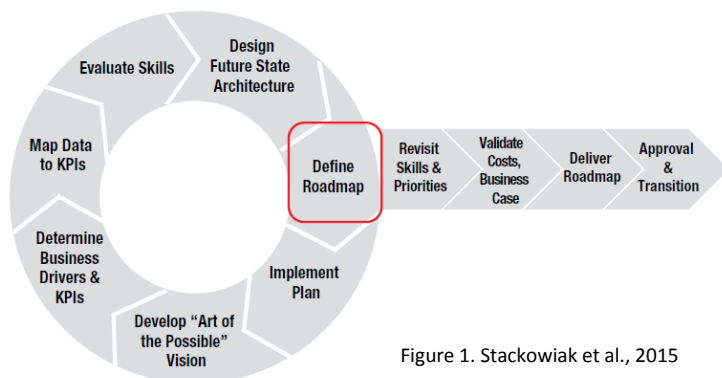 Design
Future State
Architecture
Evaluate Skills
Map Data
to KPIs
Determine
Business
Drivers &
KPIs
Develop “Art of
the Possible”
Vision
Implement
Plan
Define
Roadmap
Revisit
Skills &
Priorities
Validate
Costs,
Business
Case
Deliver
Roadmap
Approval
&
Transition
Figure 1. Stackowiak et al., 2015